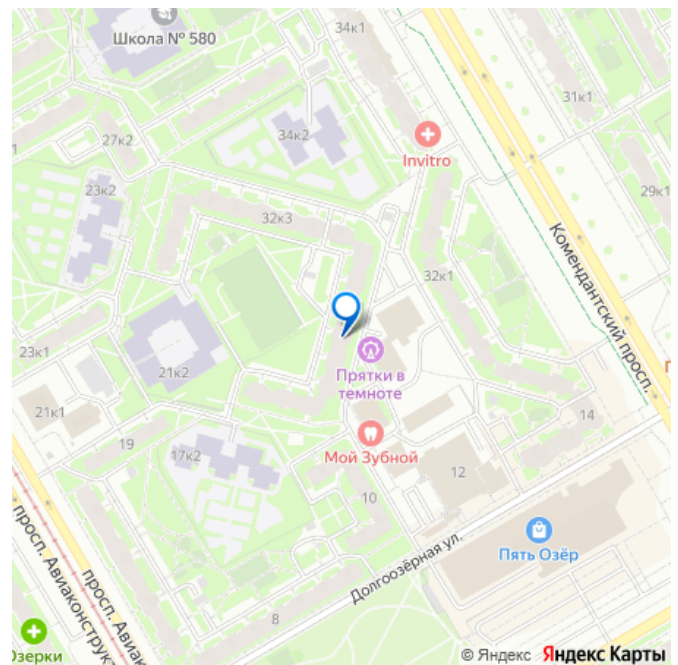 34к1
Школа № 580
31к1
27к2
34к2
Invitro
23к2
29к1
32к3
Комендантский просп.
32к1
23к1
21к2
Прятки в
темноте
21к1
14
19
17к2
Мой Зубной
12
10
Пять Озёр
Долгоозёрная ул.
просп. Авиаконструк
просп. Авиа
8
Озерки
© Яндекс Яндекс Карты